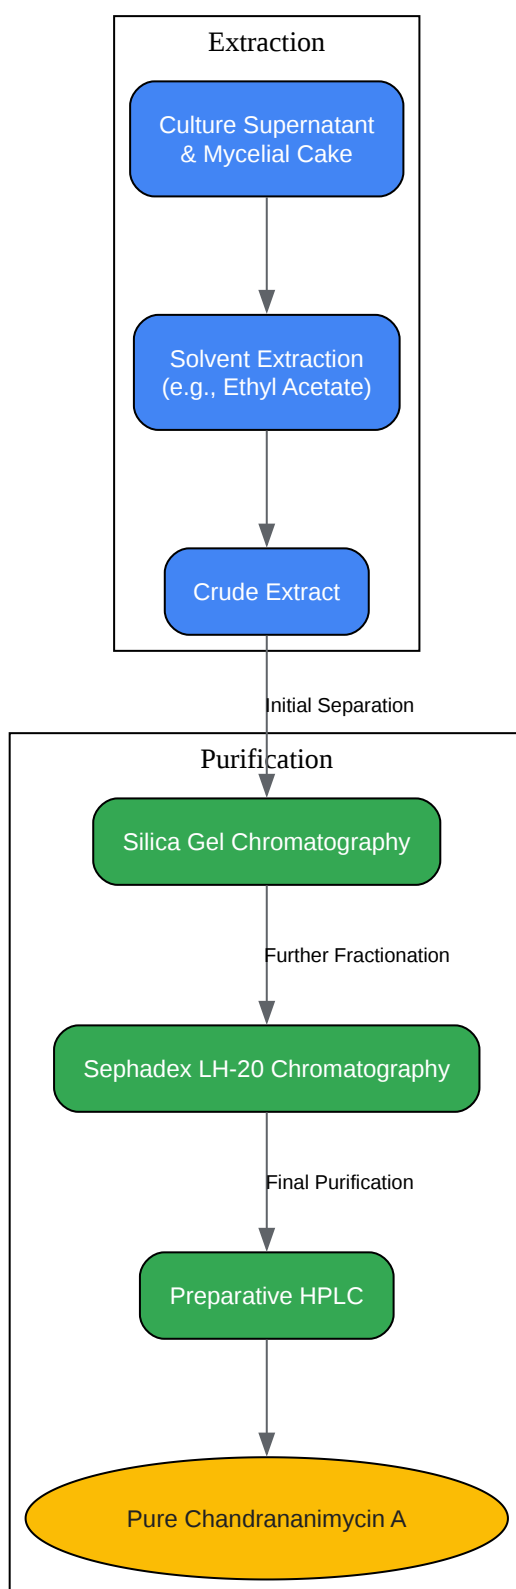 Extraction
Culture Supernatant
& Mycelial Cake
Solvent Extraction
(e.g., Ethyl Acetate)
Crude Extract
Initial Separation
Purification
Silica Gel Chromatography
Further Fractionation
Sephadex LH-20 Chromatography
Final Purification
Preparative HPLC
Pure Chandrananimycin A